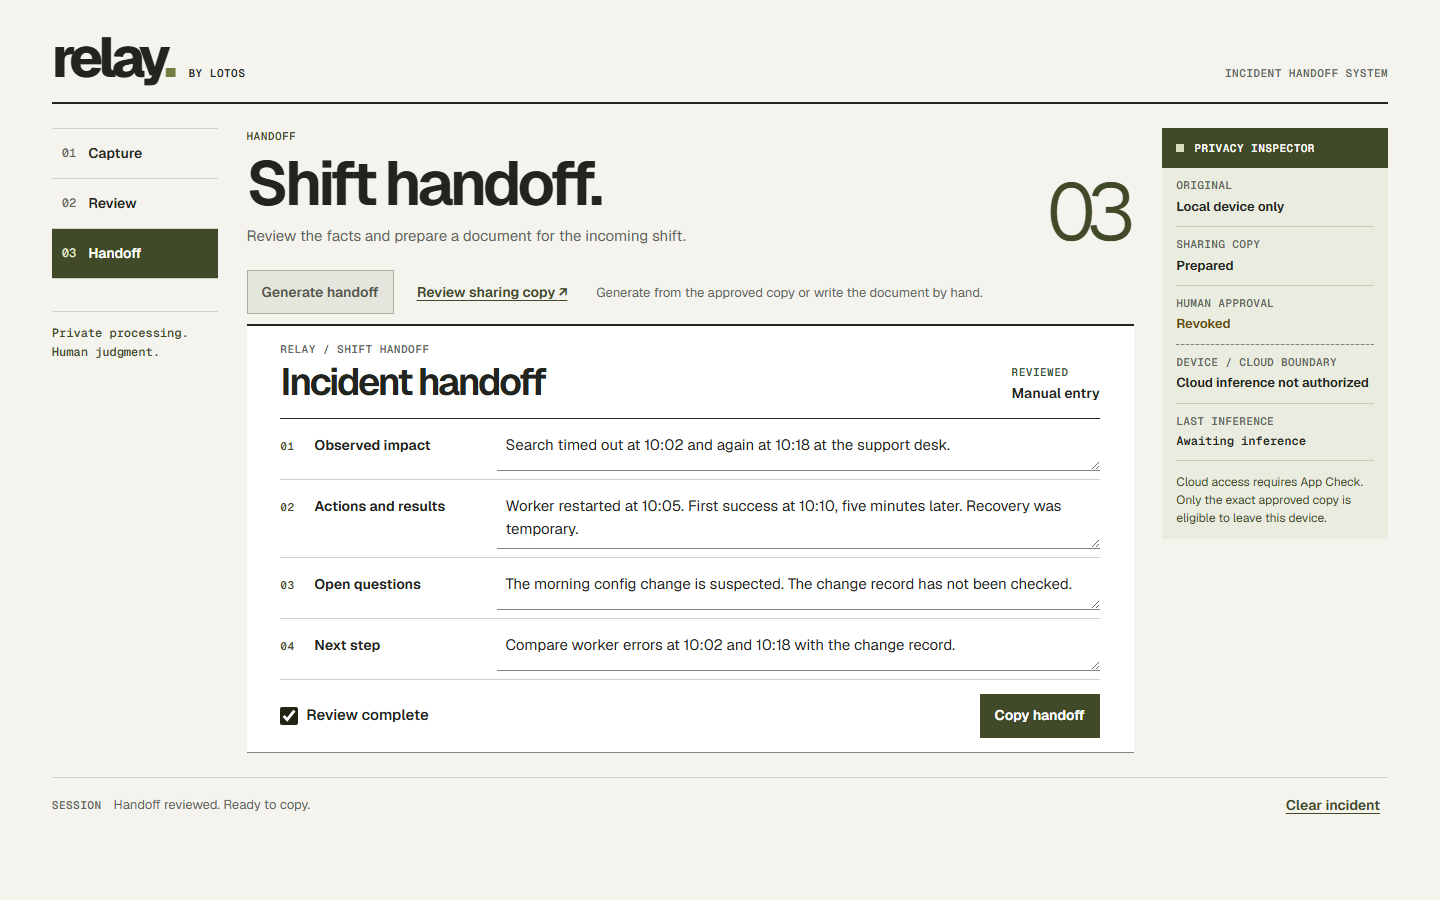 relay. BY LOTOS
INCIDENT HANDOFF SYSTEM
01 Capture
02 Review
03 Handoff
Private processing.
Human judgment.
HANDOFF
Shift handoff.
Review the facts and prepare a document for the incoming shift.
03
Generate handoff
Review sharing copy ↗
Generate from the approved copy or write the document by hand.
RELAY / SHIFT HANDOFF
Incident handoff
REVIEWED
Manual entry
01 Observed impact
Search timed out at 10:02 and again at 10:18 at the support desk.
02 Actions and results
Worker restarted at 10:05. First success at 10:10, five minutes later. Recovery was
temporary.
03 Open questions
The morning config change is suspected. The change record has not been checked.
04 Next step
Compare worker errors at 10:02 and 10:18 with the change record.
Review complete
Copy handoff
PRIVACY INSPECTOR
ORIGINAL
Local device only
SHARING COPY
Prepared
HUMAN APPROVAL
Revoked
DEVICE / CLOUD BOUNDARY
Cloud inference not authorized
LAST INFERENCE
Awaiting inference
Cloud access requires App Check.
Only the exact approved copy is
eligible to leave this device.
SESSION Handoff reviewed. Ready to copy.
Clear incident